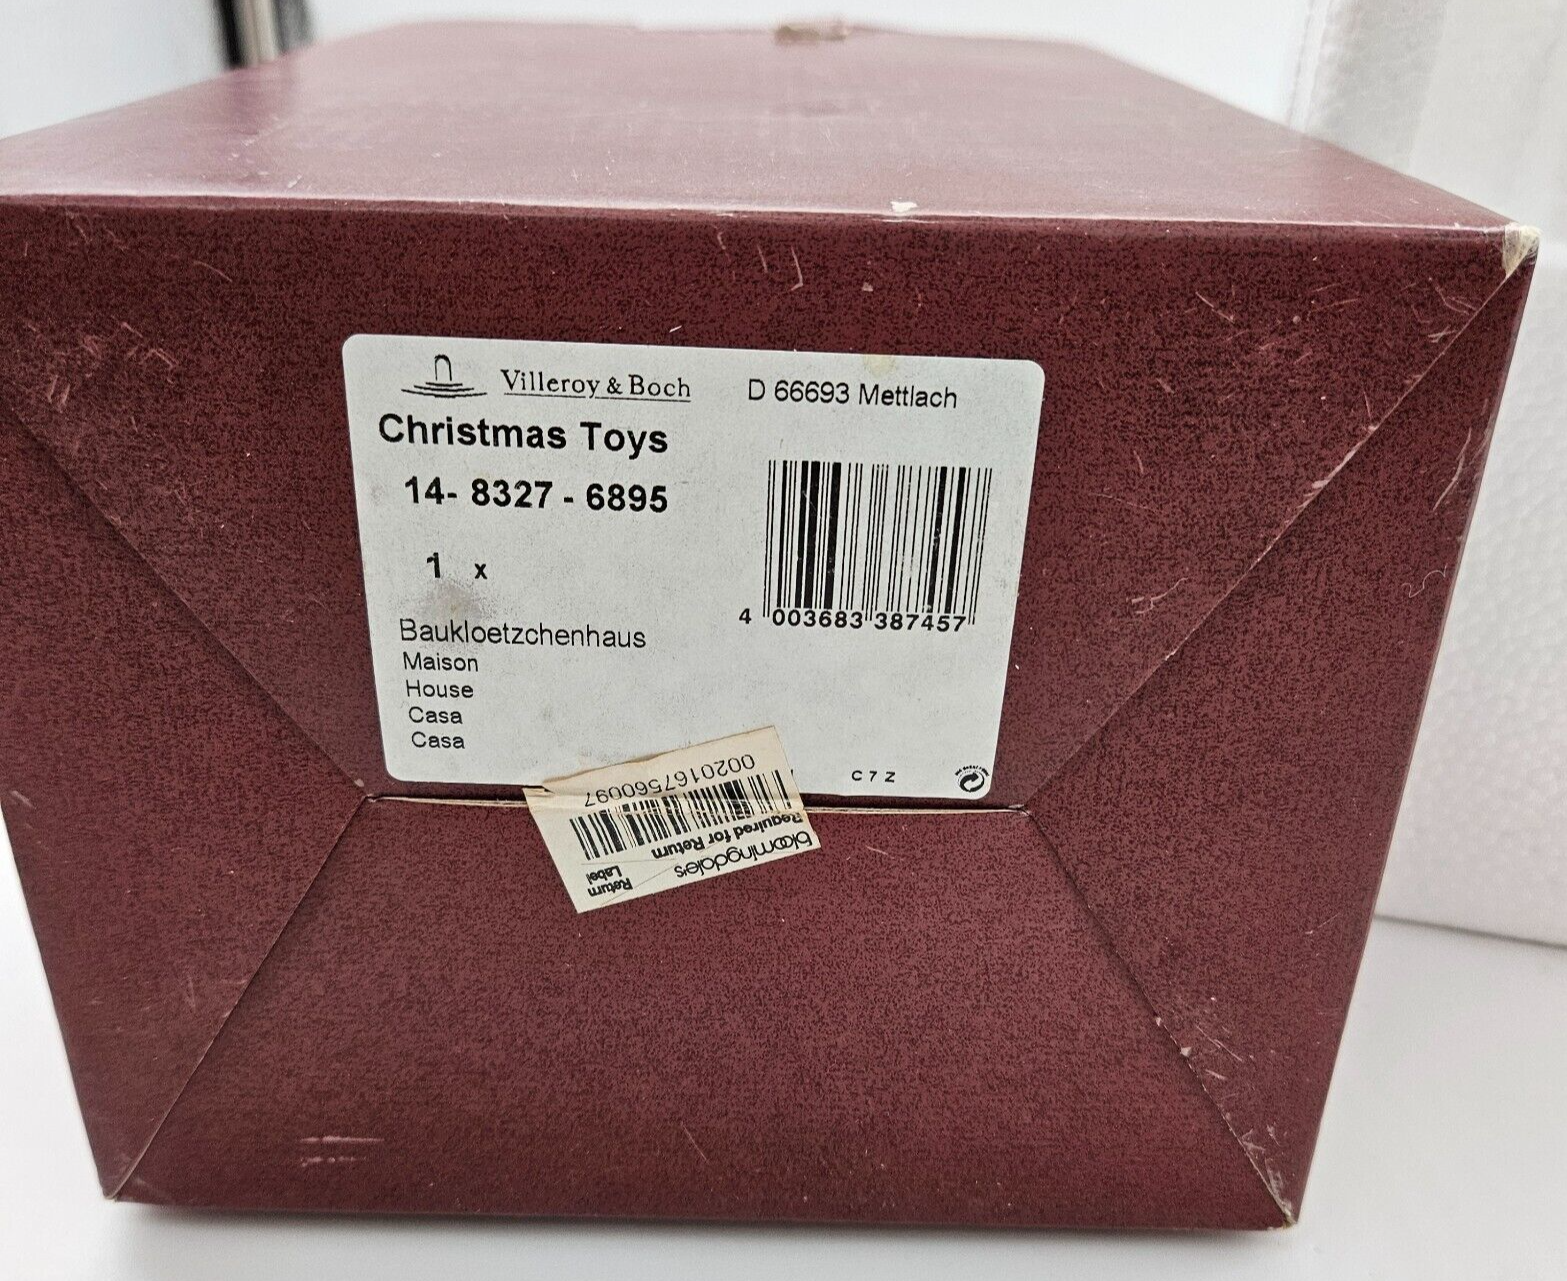 Villeroy & Boch D 66693 Mettlach
Christmas Toys
14- 8327 - 6895
1 x
4 003683 387457
Baukloetzchenhaus
Maison
House
Casa
Casa
C 7 Z
bloomingdale's
Required for Return
Return
Label
0020167560097